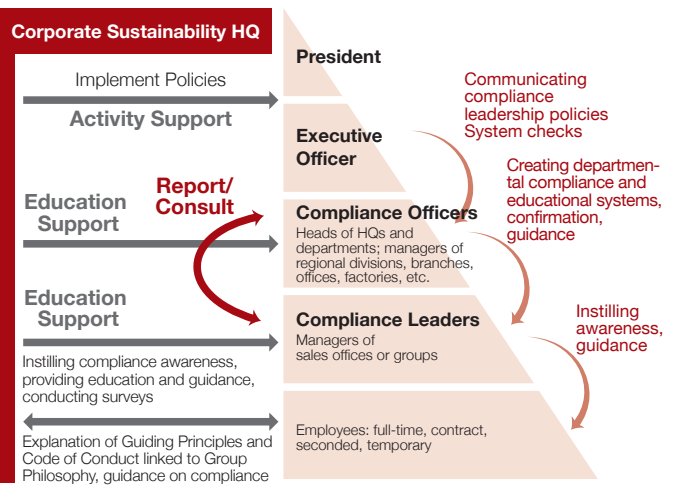 Corporate Sustainability HQ
Implement Policies
Activity Support
Education
Support
Report/
Consult
Education
Support
Instilling compliance awareness,
providing education and guidance,
conducting surveys
Explanation of Guiding Principles and
Code of Conduct linked to Group
Philosophy, guidance on compliance
President
Executive
Officer
Compliance Officers
Heads of HQs and
departments; managers of
regional divisions, branches,
offices, factories, etc.
Compliance Leaders
Managers of
sales offices or groups
Employees: full-time, contract,
seconded, temporary
Communicating
compliance
leadership policies
System checks
Creating departmen-
tal compliance and
educational systems,
confirmation,
guidance
Instilling
awareness,
guidance